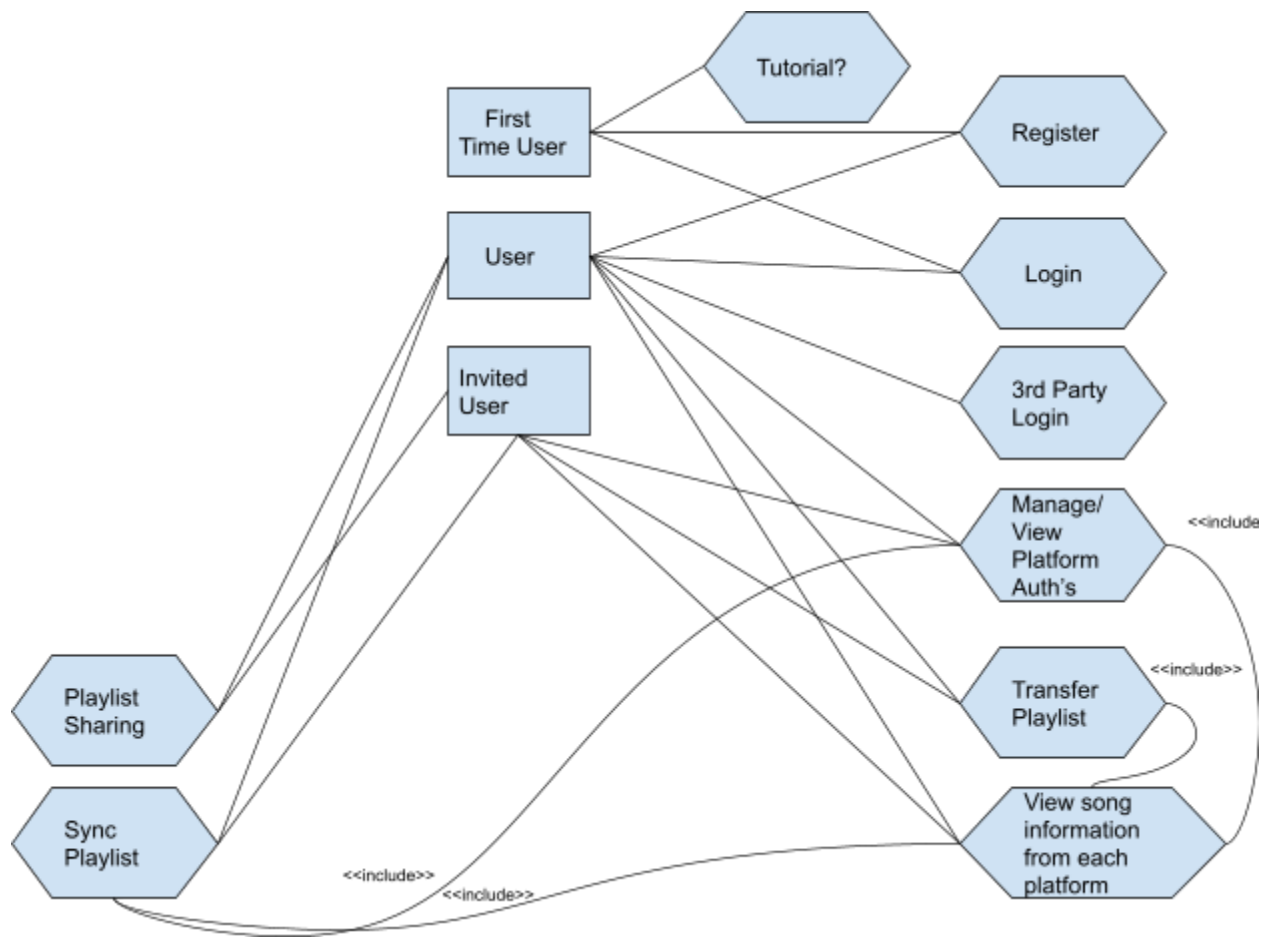 Tutorial?
First
Time User
Register
User
Login
Invited
User
3rd Party
Login
Manage/
View
Platform
Auth's
<<include
Playlist
Sharing
Transfer
Playlist
<<include>>
Sync
Playlist
View song
information
from each
platform
<<include>>
<<include>>